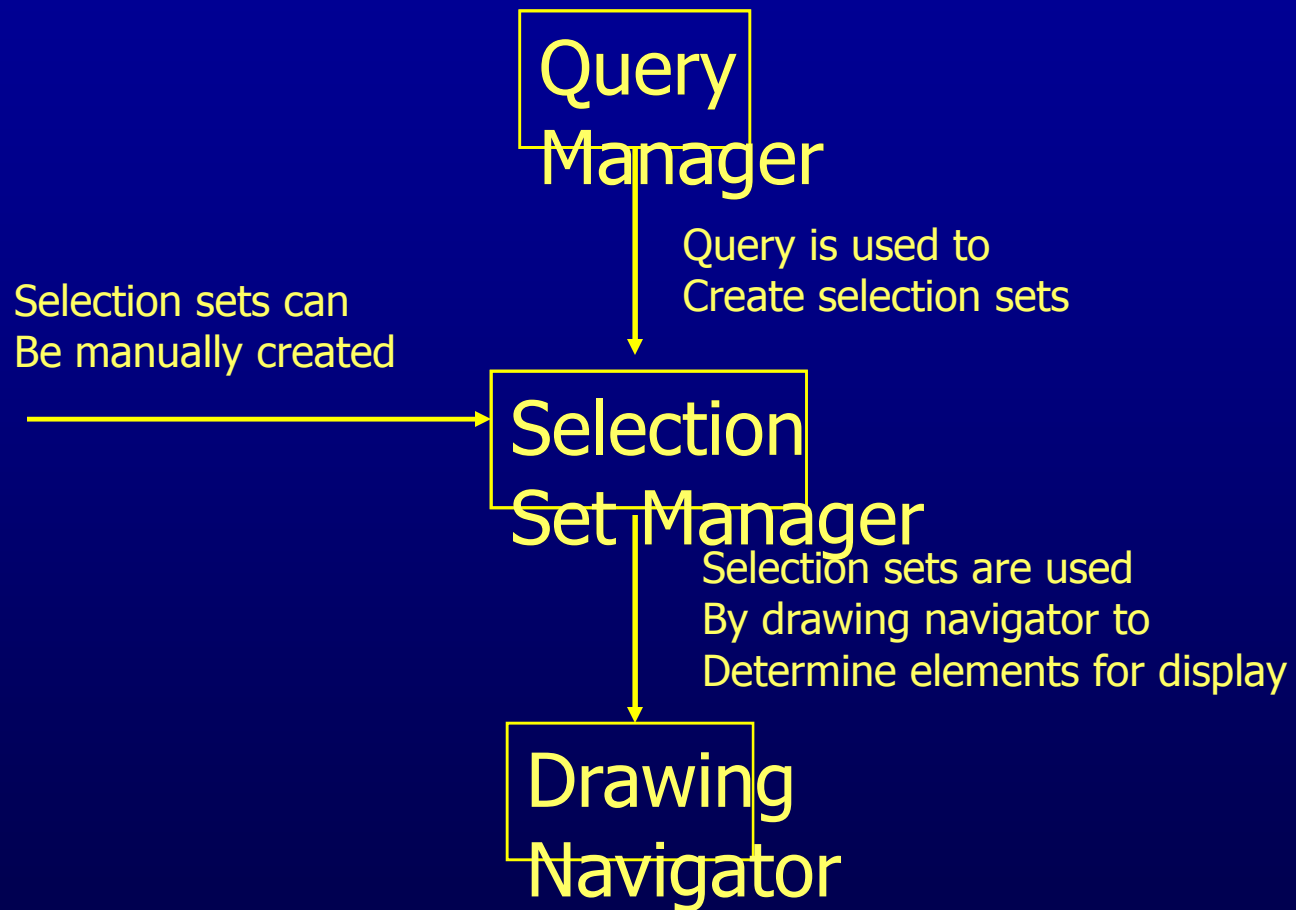 Query
Manager
Query is used to
Create selection sets
Selection sets can
Be manually created
Selection
Set Manager
Selection sets are used
By drawing navigator to
Determine elements for display
Drawing
Navigator